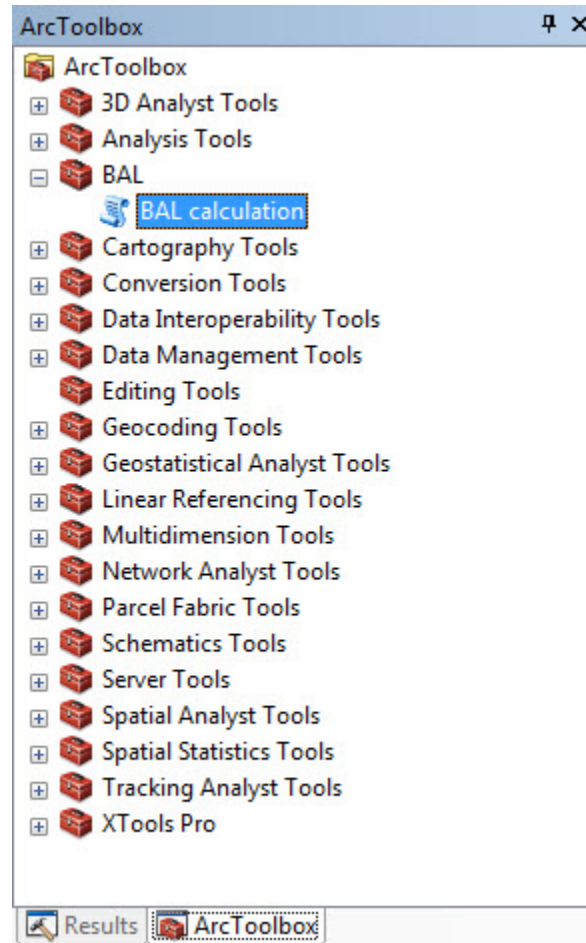 ArcToolbox
ArcToolbox
3D Analyst Tools
Analysis Tools
BAL
BAL calculation
Cartography Tools
Conversion Tools
Data Interoperability Tools
Data Management Tools
Editing Tools
Geocoding Tools
Geostatistical Analyst Tools
Linear Referencing Tools
Multidimension Tools
Network Analyst Tools
Parcel Fabric Tools
Schematics Tools
Server Tools
Spatial Analyst Tools
Spatial Statistics Tools
Tracking Analyst Tools
XTools Pro
Results ArcToolbox